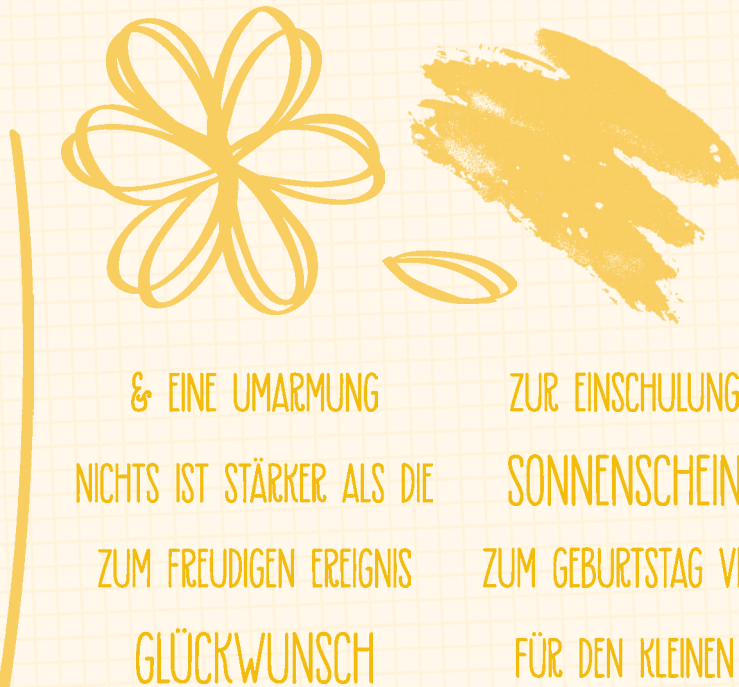 & EINE UMARMUNG
NICHTS IST STÄRKER ALS DIE
ZUM FREUDIGEN EREIGNIS
GLÜCKWUNSCH
ZUR EINSCHULUNG
SONNENSCHEIN
ZUM GEBURTSTAG
FÜR DEN KLEINEN